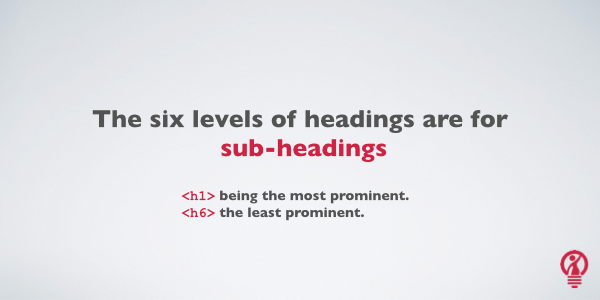 The six levels of headings are for
sub-headings
<h1> being the most prominent.
<h6> the least prominent.